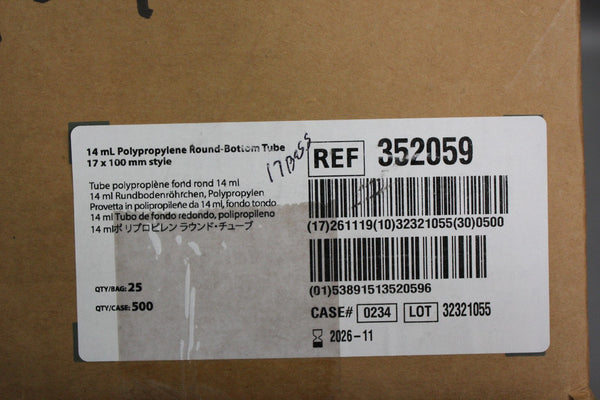 14 mL Polypropylene Round-Bottom Tube
17 x 100 mm style
REF 352059
Tube polyproplène fond rond 14 ml
14 ml Rundbodenröhrchen, Polypropylen
Provetta in polipropilene da 14 ml, fondo tondo
14 ml Tubo de fondo redondo, polipropileno
14 mlポリプロピレン ラウンド・チューブ
(17)261119(10)32321055(30)0500
(01)53891513520596
QTY/BAG: 25
QTY/CASE: 500
CASE# 0234 LOT 32321055
2026-11